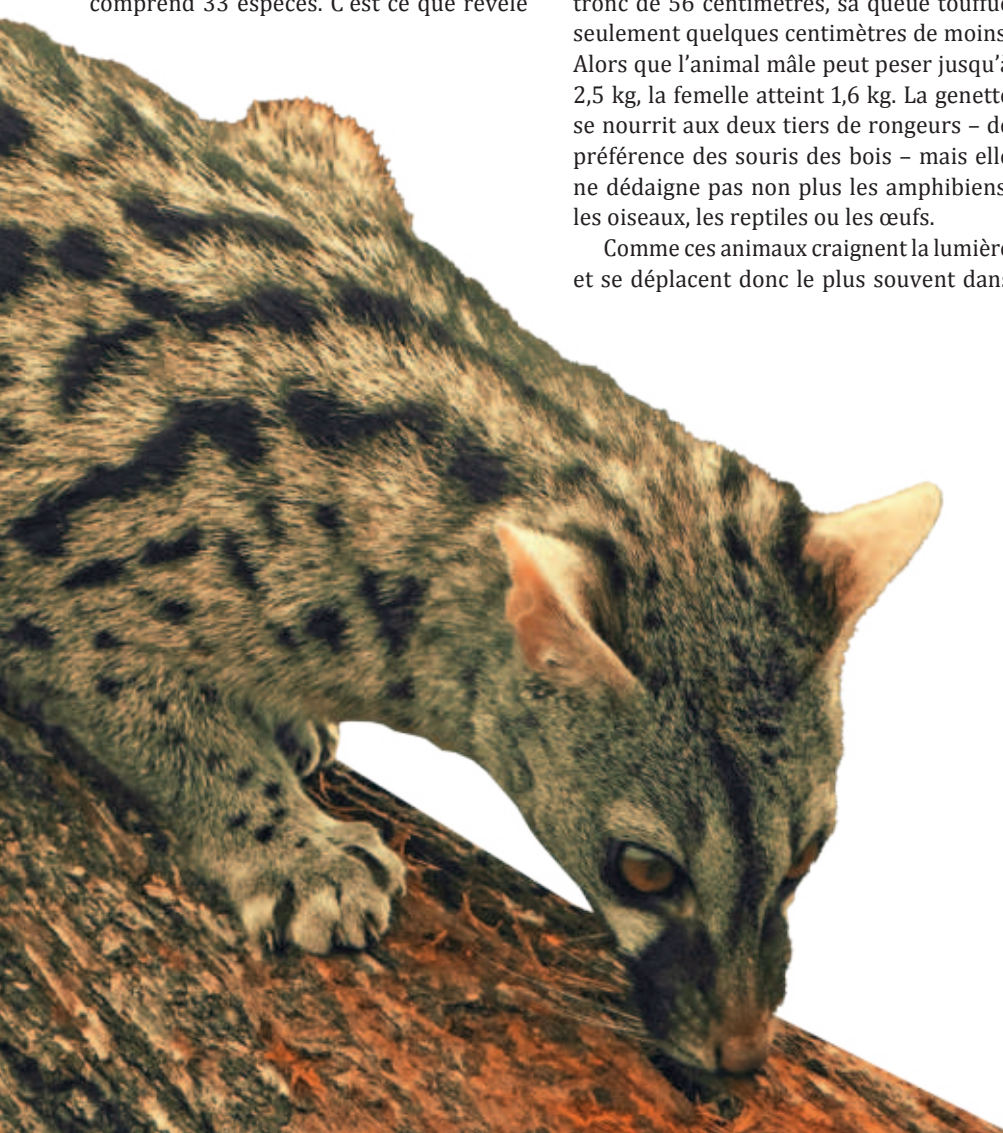 comprend 33 espèces. C'est ce que révèle
tronc de 56 centimètres, sa queue touffue
seulement quelques centimètres de moins.
Alors que l'animal mâle peut peser jusqu'à
2,5 kg, la femelle atteint 1,6 kg. La genette
se nourrit aux deux tiers de rongeurs – de
préférence des souris des bois – mais elle
ne dédaigne pas non plus les amphibiens,
les oiseaux, les reptiles ou les œufs.
Comme ces animaux craignent la lumière
et se déplacent donc le plus souvent dans